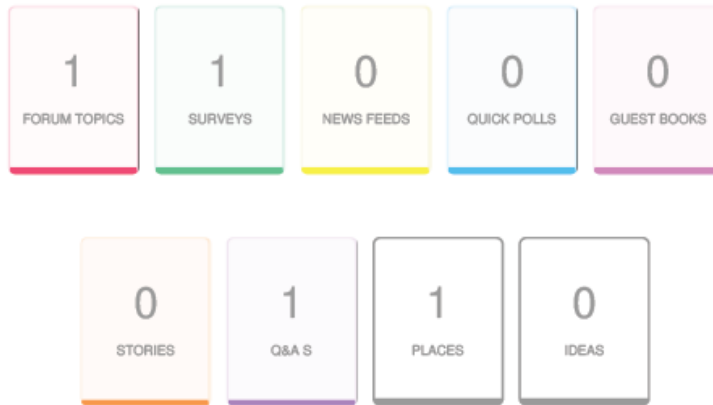 1 1 0 0 0
FORUM TOPICS SURVEYS NEWS FEEDS QUICK POLLS GUEST BOOKS
0 1 1 0
STORIES Q&A S PLACES IDEAS